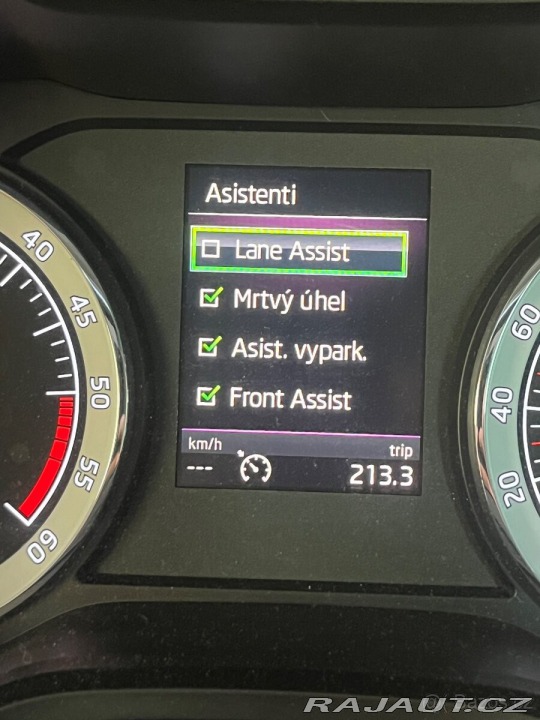 Asistenti
Lane Assist
Mrtvý úhel
Asist. vypark.
Front Assist
km/h
trip
---
213.3
40
45
50
55
60
60
40
20
RAJAUT.CZ